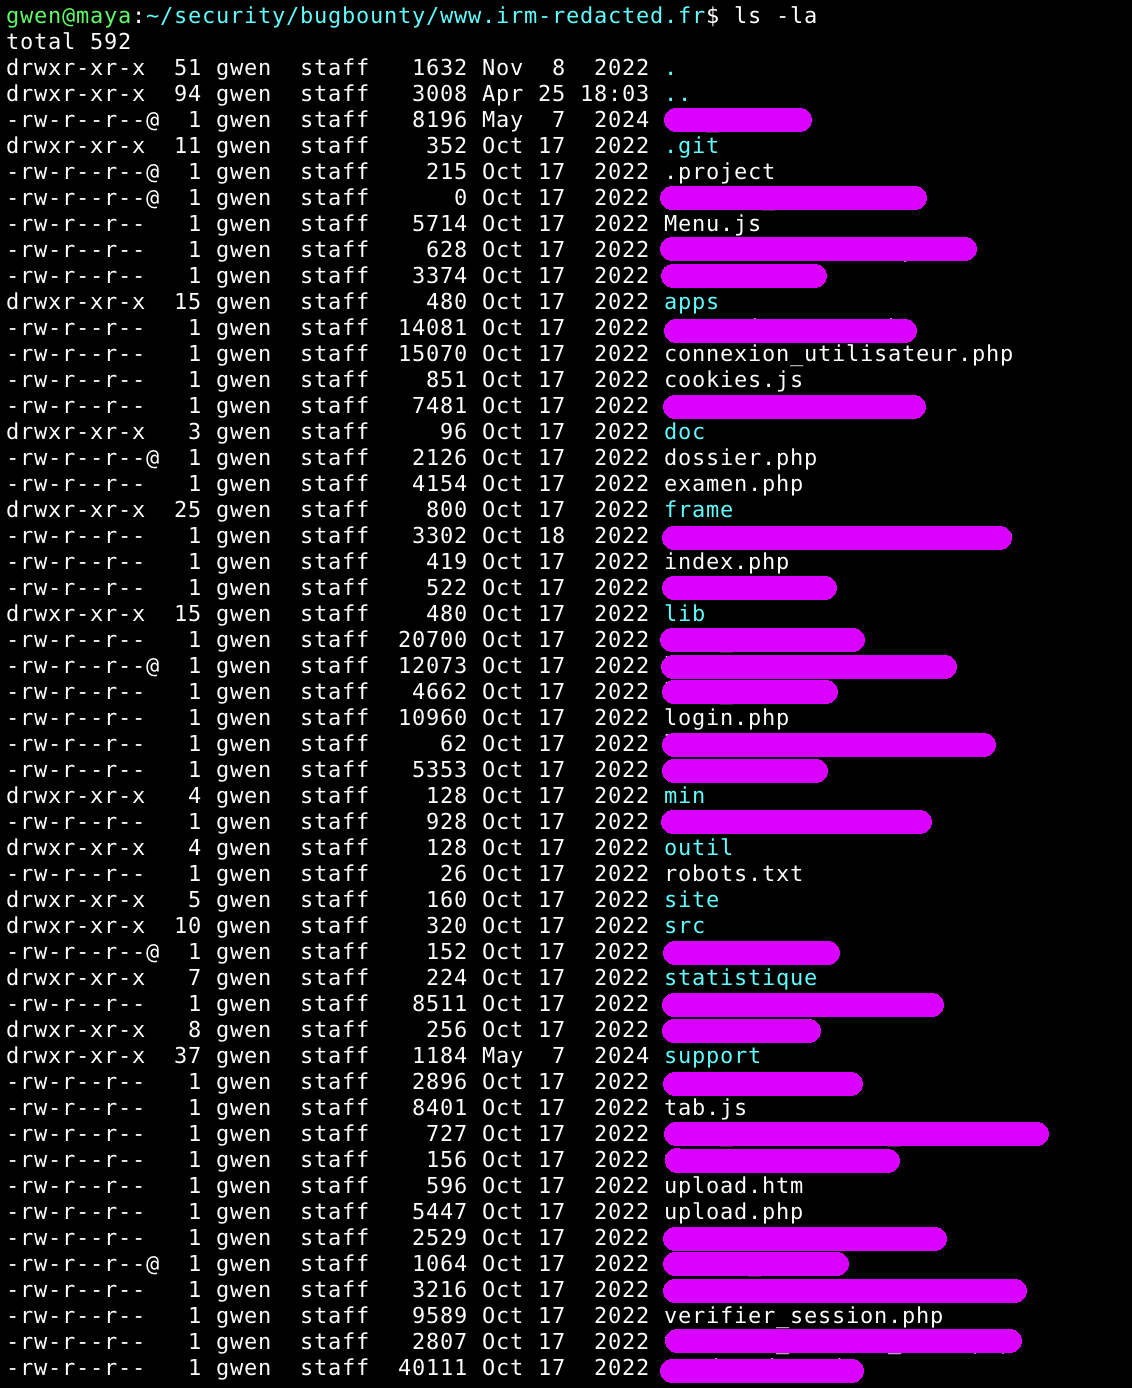 gwen@maya:~/security/bugbounty/www.irm-redacted.fr$ ls -la
total 592
drwxr-xr-x  51 gwen  staff   1632 Nov  8  2022 .
drwxr-xr-x  94 gwen  staff   3008 Apr 25 18:03 ..
-rw-r--r--@  1 gwen  staff   8196 May  7  2024
drwxr-xr-x  11 gwen  staff    352 Oct 17  2022 .git
-rw-r--r--@  1 gwen  staff    215 Oct 17  2022 .project
-rw-r--r--@  1 gwen  staff      0 Oct 17  2022
-rw-r--r--   1 gwen  staff   5714 Oct 17  2022 Menu.js
-rw-r--r--   1 gwen  staff    628 Oct 17  2022
-rw-r--r--   1 gwen  staff   3374 Oct 17  2022
drwxr-xr-x  15 gwen  staff    480 Oct 17  2022 apps
-rw-r--r--   1 gwen  staff  14081 Oct 17  2022
-rw-r--r--   1 gwen  staff  15070 Oct 17  2022 connexion_utilisateur.php
-rw-r--r--   1 gwen  staff    851 Oct 17  2022 cookies.js
-rw-r--r--   1 gwen  staff   7481 Oct 17  2022
drwxr-xr-x   3 gwen  staff     96 Oct 17  2022 doc
-rw-r--r--@  1 gwen  staff   2126 Oct 17  2022 dossier.php
-rw-r--r--   1 gwen  staff   4154 Oct 17  2022 examen.php
drwxr-xr-x  25 gwen  staff    800 Oct 17  2022 frame
-rw-r--r--   1 gwen  staff   3302 Oct 18  2022
-rw-r--r--   1 gwen  staff    419 Oct 17  2022 index.php
-rw-r--r--   1 gwen  staff    522 Oct 17  2022
drwxr-xr-x  15 gwen  staff    480 Oct 17  2022 lib
-rw-r--r--   1 gwen  staff  20700 Oct 17  2022
-rw-r--r--@  1 gwen  staff  12073 Oct 17  2022
-rw-r--r--   1 gwen  staff   4662 Oct 17  2022
-rw-r--r--   1 gwen  staff  10960 Oct 17  2022 login.php
-rw-r--r--   1 gwen  staff     62 Oct 17  2022
-rw-r--r--   1 gwen  staff   5353 Oct 17  2022
drwxr-xr-x   4 gwen  staff    128 Oct 17  2022 min
-rw-r--r--   1 gwen  staff    928 Oct 17  2022
drwxr-xr-x   4 gwen  staff    128 Oct 17  2022 outil
-rw-r--r--   1 gwen  staff     26 Oct 17  2022 robots.txt
drwxr-xr-x   5 gwen  staff    160 Oct 17  2022 site
drwxr-xr-x  10 gwen  staff    320 Oct 17  2022 src
-rw-r--r--@  1 gwen  staff    152 Oct 17  2022
drwxr-xr-x   7 gwen  staff    224 Oct 17  2022 statistique
-rw-r--r--   1 gwen  staff   8511 Oct 17  2022
drwxr-xr-x   8 gwen  staff    256 Oct 17  2022
drwxr-xr-x  37 gwen  staff   1184 May  7  2024 support
-rw-r--r--   1 gwen  staff   2896 Oct 17  2022
-rw-r--r--   1 gwen  staff   8401 Oct 17  2022 tab.js
-rw-r--r--   1 gwen  staff    727 Oct 17  2022
-rw-r--r--   1 gwen  staff    156 Oct 17  2022
-rw-r--r--   1 gwen  staff    596 Oct 17  2022 upload.htm
-rw-r--r--   1 gwen  staff   5447 Oct 17  2022 upload.php
-rw-r--r--   1 gwen  staff   2529 Oct 17  2022
-rw-r--r--@  1 gwen  staff   1064 Oct 17  2022
-rw-r--r--   1 gwen  staff   3216 Oct 17  2022
-rw-r--r--   1 gwen  staff   9589 Oct 17  2022 verifier_session.php
-rw-r--r--   1 gwen  staff   2807 Oct 17  2022
-rw-r--r--   1 gwen  staff  40111 Oct 17  2022